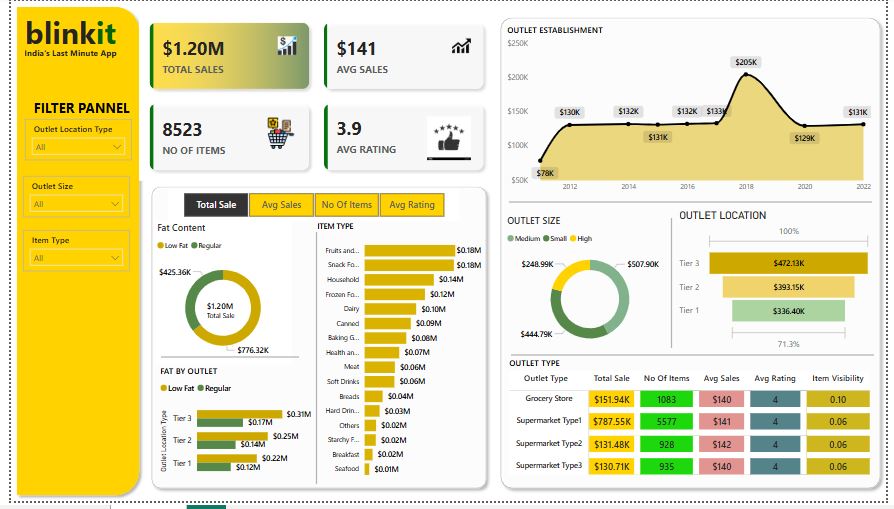 blinkit
India's Last Minute App
FILTER PANNEL
Outlet Location Type
All
Outlet Size
All
Item Type
All
$1.20M
TOTAL SALES
$141
AVG SALES
8523
NO OF ITEMS
3.9
AVG RATING
Total Sale
Avg Sales
No Of Items
Avg Rating
Fat Content
Low Fat Regular
$425.36K
$1.20M
Total Sale
$776.32K
FAT BY OUTLET
Low Fat Regular
Outlet Location Type
Tier 3 $0.31M
$0.17M
Tier 2 $0.25M
$0.14M
Tier 1 $0.22M
$0.12M
ITEM TYPE
Fruits and... $0.18M
Snack Fo... $0.18M
Household $0.14M
Frozen Fo... $0.12M
Dairy $0.10M
Canned $0.09M
Baking G... $0.08M
Health an... $0.07M
Meat $0.06M
Soft Drinks $0.06M
Breads $0.04M
Hard Drin... $0.03M
Others $0.02M
Starchy F... $0.02M
Breakfast $0.02M
Seafood $0.01M
OUTLET ESTABLISHMENT
$250K
$200K
$150K
$100K
$50K
$78K
$130K
$132K
$131K
$132K
$133K
$205K
$129K
$131K
2012 2014 2016 2018 2020 2022
OUTLET SIZE
Medium Small High
$248.99K
$507.90K
$444.79K
OUTLET LOCATION
100%
Tier 3 $472.13K
Tier 2 $393.15K
Tier 1 $336.40K
71.3%
OUTLET TYPE
Outlet Type Total Sale No Of Items Avg Sales Avg Rating Item Visibility
Grocery Store $151.94K 1083 $140 4 0.10
Supermarket Type1 $787.55K 5577 $141 4 0.06
Supermarket Type2 $131.48K 928 $142 4 0.06
Supermarket Type3 $130.71K 935 $140 4 0.06